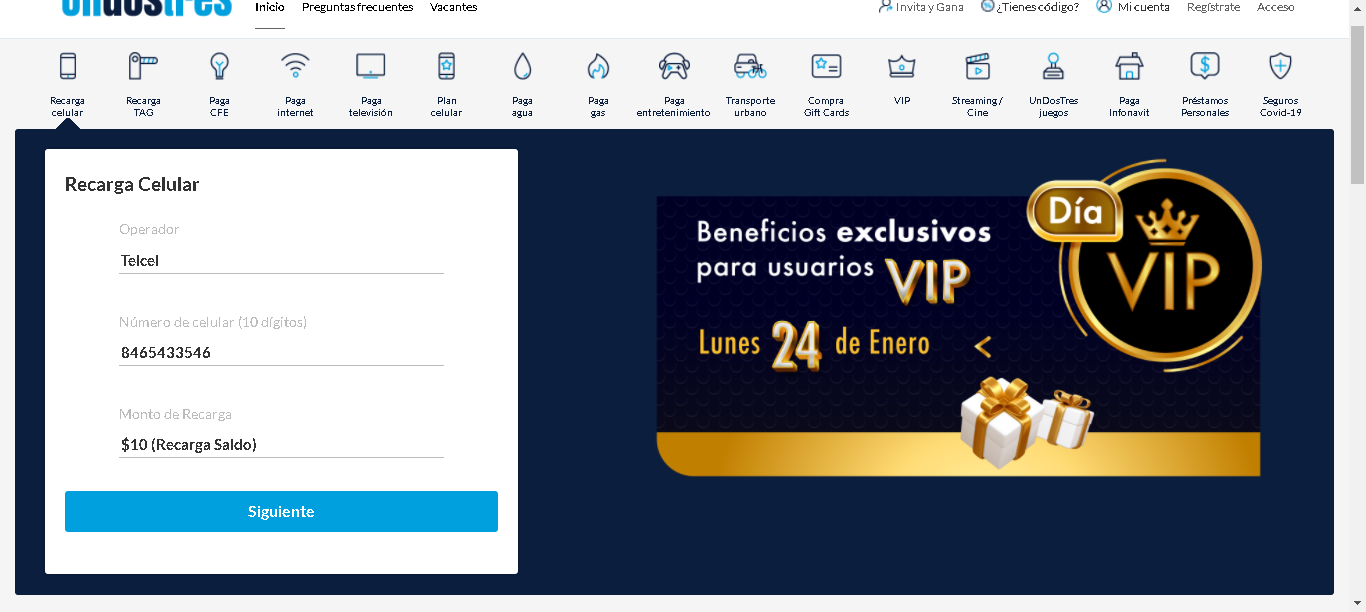 UnDosTres
Inicio Preguntas frecuentes Vacantes
Invita y Gana ¿Tienes código? Mi cuenta Regístrate Acceso
Recarga celular
Recarga TAG
Paga CFE
Paga internet
Paga televisión
Plan celular
Paga agua
Paga gas
Paga entretenimiento
Transporte urbano
Compra Gift Cards
VIP
Streaming / Cine
UnDosTres juegos
Paga Infonavit
Préstamos Personales
Seguros Covid-19
Recarga Celular
Operador
Telcel
Número de celular (10 dígitos)
8465433546
Monto de Recarga
$10 (Recarga Saldo)
Siguiente
Beneficios exclusivos
para usuarios VIP
Lunes 24 de Enero <
Día
VIP